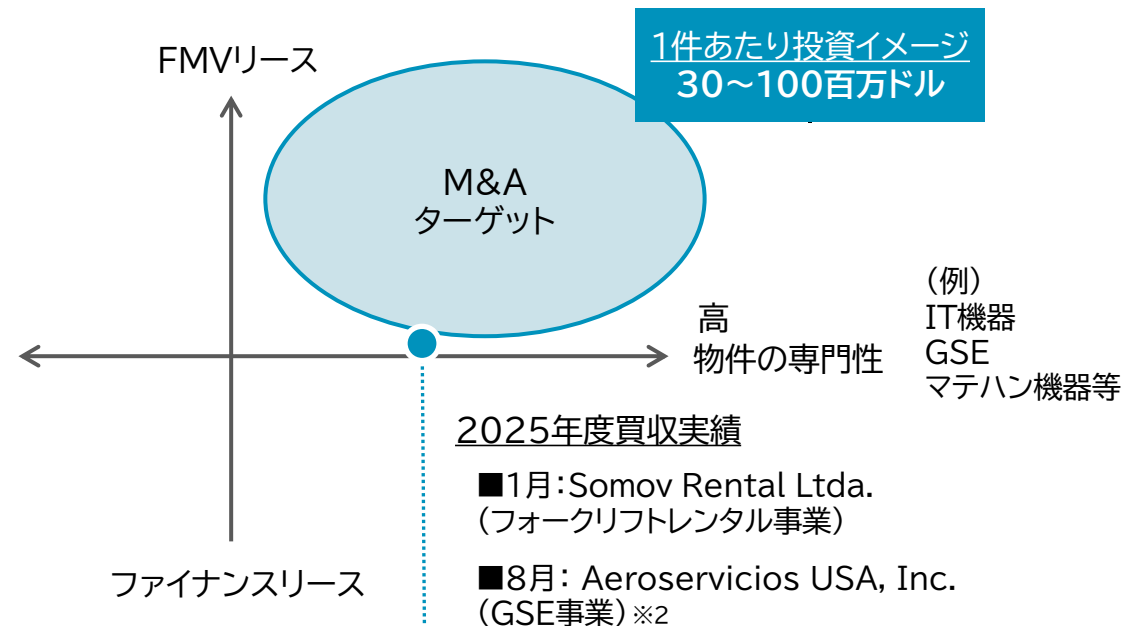 FMVリース
1件あたり投資イメージ
30～100百万ドル
M&A
ターゲット
高
物件の専門性
（例）
IT機器
GSE
マテハン機器等
2025年度買収実績
■1月：Somov Rental Ltda.
（フォークリフトレンタル事業）
ファイナンスリース
■8月： Aeroservicios USA, Inc.
（GSE事業）※2